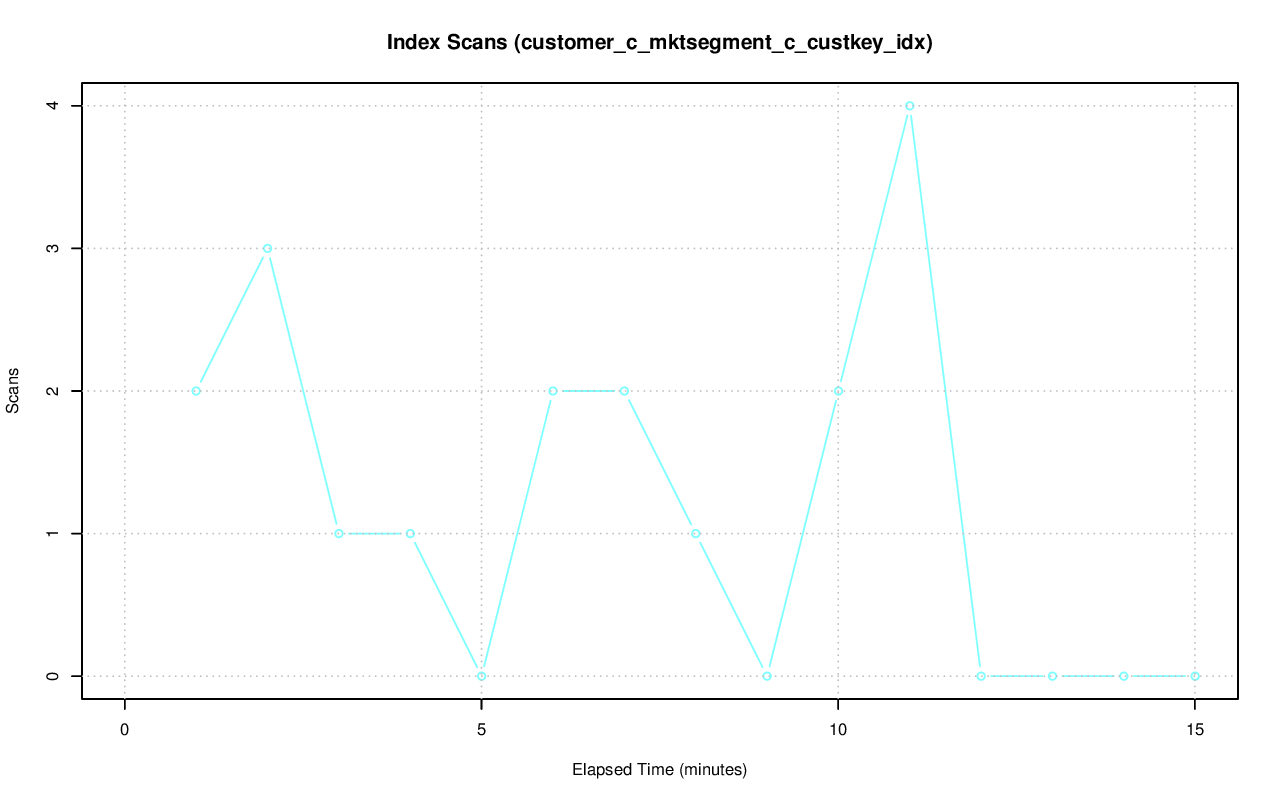 Index Scans (customer_c_mktsegment_c_custkey_idx)
Scans
4
3
2
1
0
0 5 10 15
Elapsed Time (minutes)